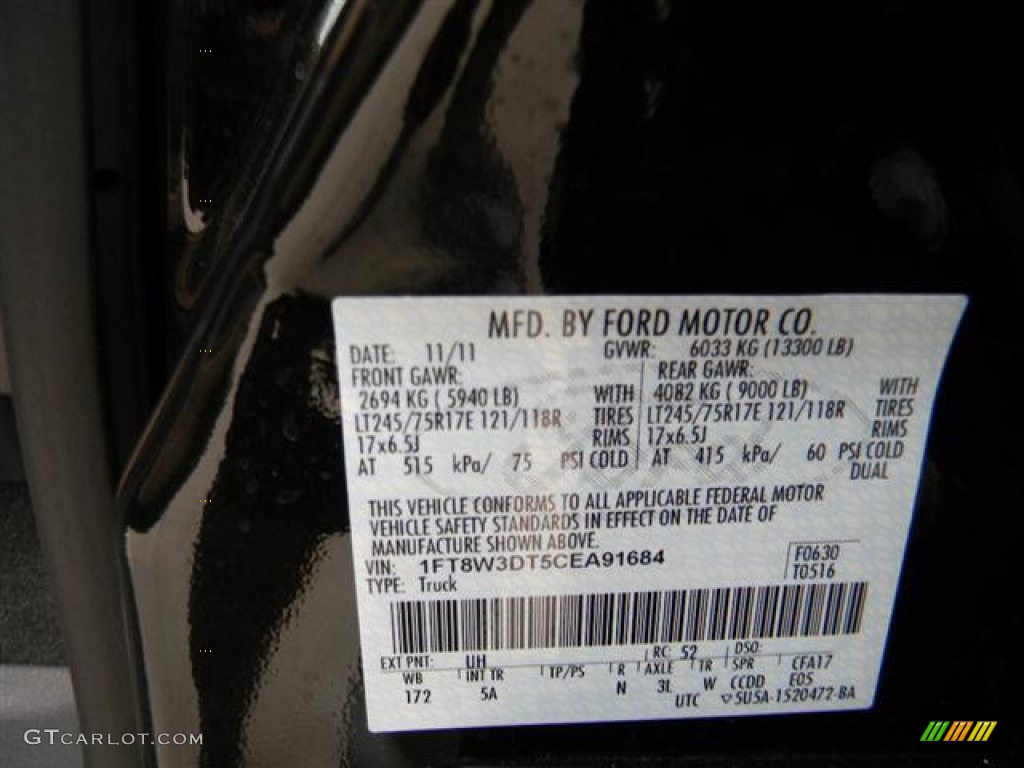 MFD. BY FORD MOTOR CO.
DATE: 11/11 GVWR: 6033 KG (13300 LB)
FRONT GAWR: REAR GAWR:
2694 KG ( 5940 LB) WITH 4082 KG ( 9000 LB) WITH
LT245/75R17E 121/118R TIRES LT245/75R17E 121/118R TIRES
17x6.5J RIMS 17x6.5J RIMS
AT 515 kPa/ 75 PSI COLD AT 415 kPa/ 60 PSI COLD
DUAL
THIS VEHICLE CONFORMS TO ALL APPLICABLE FEDERAL MOTOR
VEHICLE SAFETY STANDARDS IN EFFECT ON THE DATE OF
MANUFACTURE SHOWN ABOVE.
VIN: 1FT8W3DT5CEA91684 F0630
TYPE: Truck T0516
EXT PNT: UH RC: 52 DSO:
WB INT TR TP/PS R AXLE TR SPR CFA17
172 5A N 3L W CCDD E05
UTC ▽5U5A-1520472-BA
GTCARLOT.COM